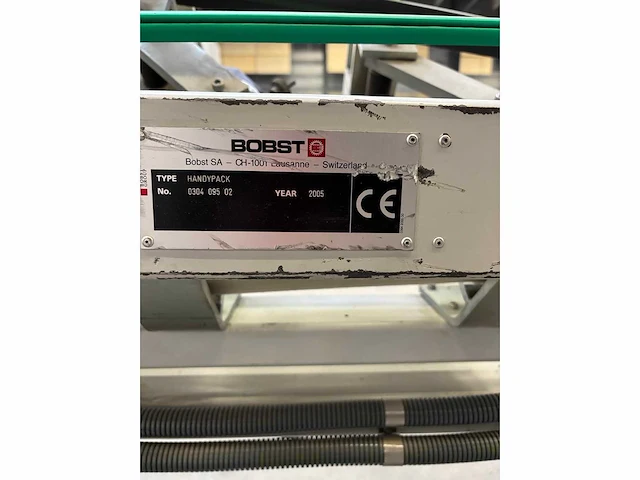 BOBST
Bobst SA – CH-1001 Lausanne – Switzerland
TYPE HANDYPACK
No. 0304 095 02 YEAR 2005
CE